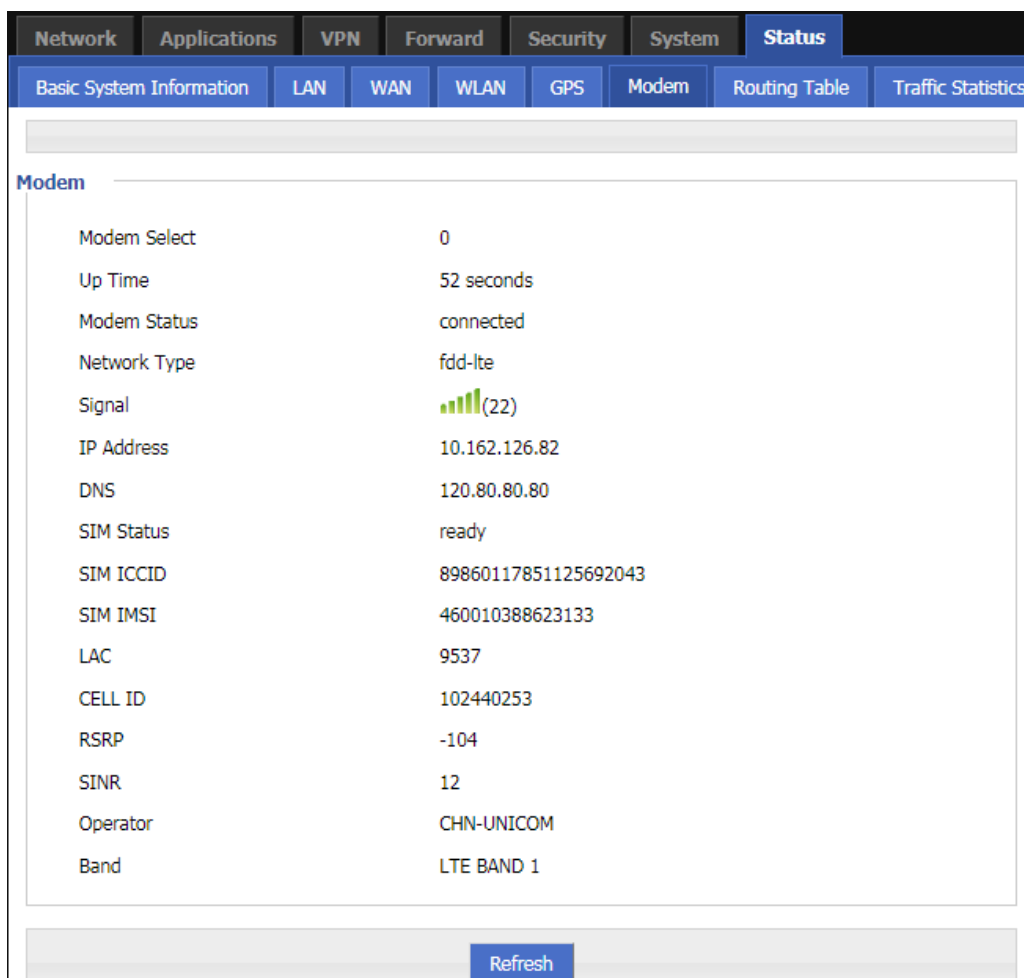 Network Applications VPN Forward Security System Status
Basic System Information LAN WAN WLAN GPS Modem Routing Table Traffic Statistics
Modem
Modem Select 0
Up Time 52 seconds
Modem Status connected
Network Type fdd-lte
Signal (22)
IP Address 10.162.126.82
DNS 120.80.80.80
SIM Status ready
SIM ICCID 89860117851125692043
SIM IMSI 460010388623133
LAC 9537
CELL ID 102440253
RSRP -104
SINR 12
Operator CHN-UNICOM
Band LTE BAND 1
Refresh